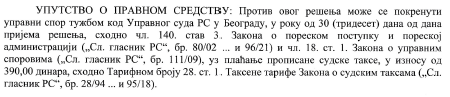 УПУТСТВО О ПРАВНОМ СРЕДСТВУ: Против овог решења може се покренути
управни спор тужбом код Управног суда РС у Београду, у року од 30 (тридесет) дана од дана
пријема решења, сходно чл. 140. став 3. Закона о пореском поступку и пореској
администрацији („Сл. гласник РС“, бр. 80/02 ... и 96/21) и чл. 18. ст. 1. Закона о управним
споровима („Сл. гласник РС“, бр. 111/09), уз плаћање прописане судске таксе, у износу од
390,00 динара, сходно Тарифном броју 28. ст. 1. Таксене тарифе Закона о судским таксама („Сл.
гласник РС“, бр. 28/94 ... и 95/18).